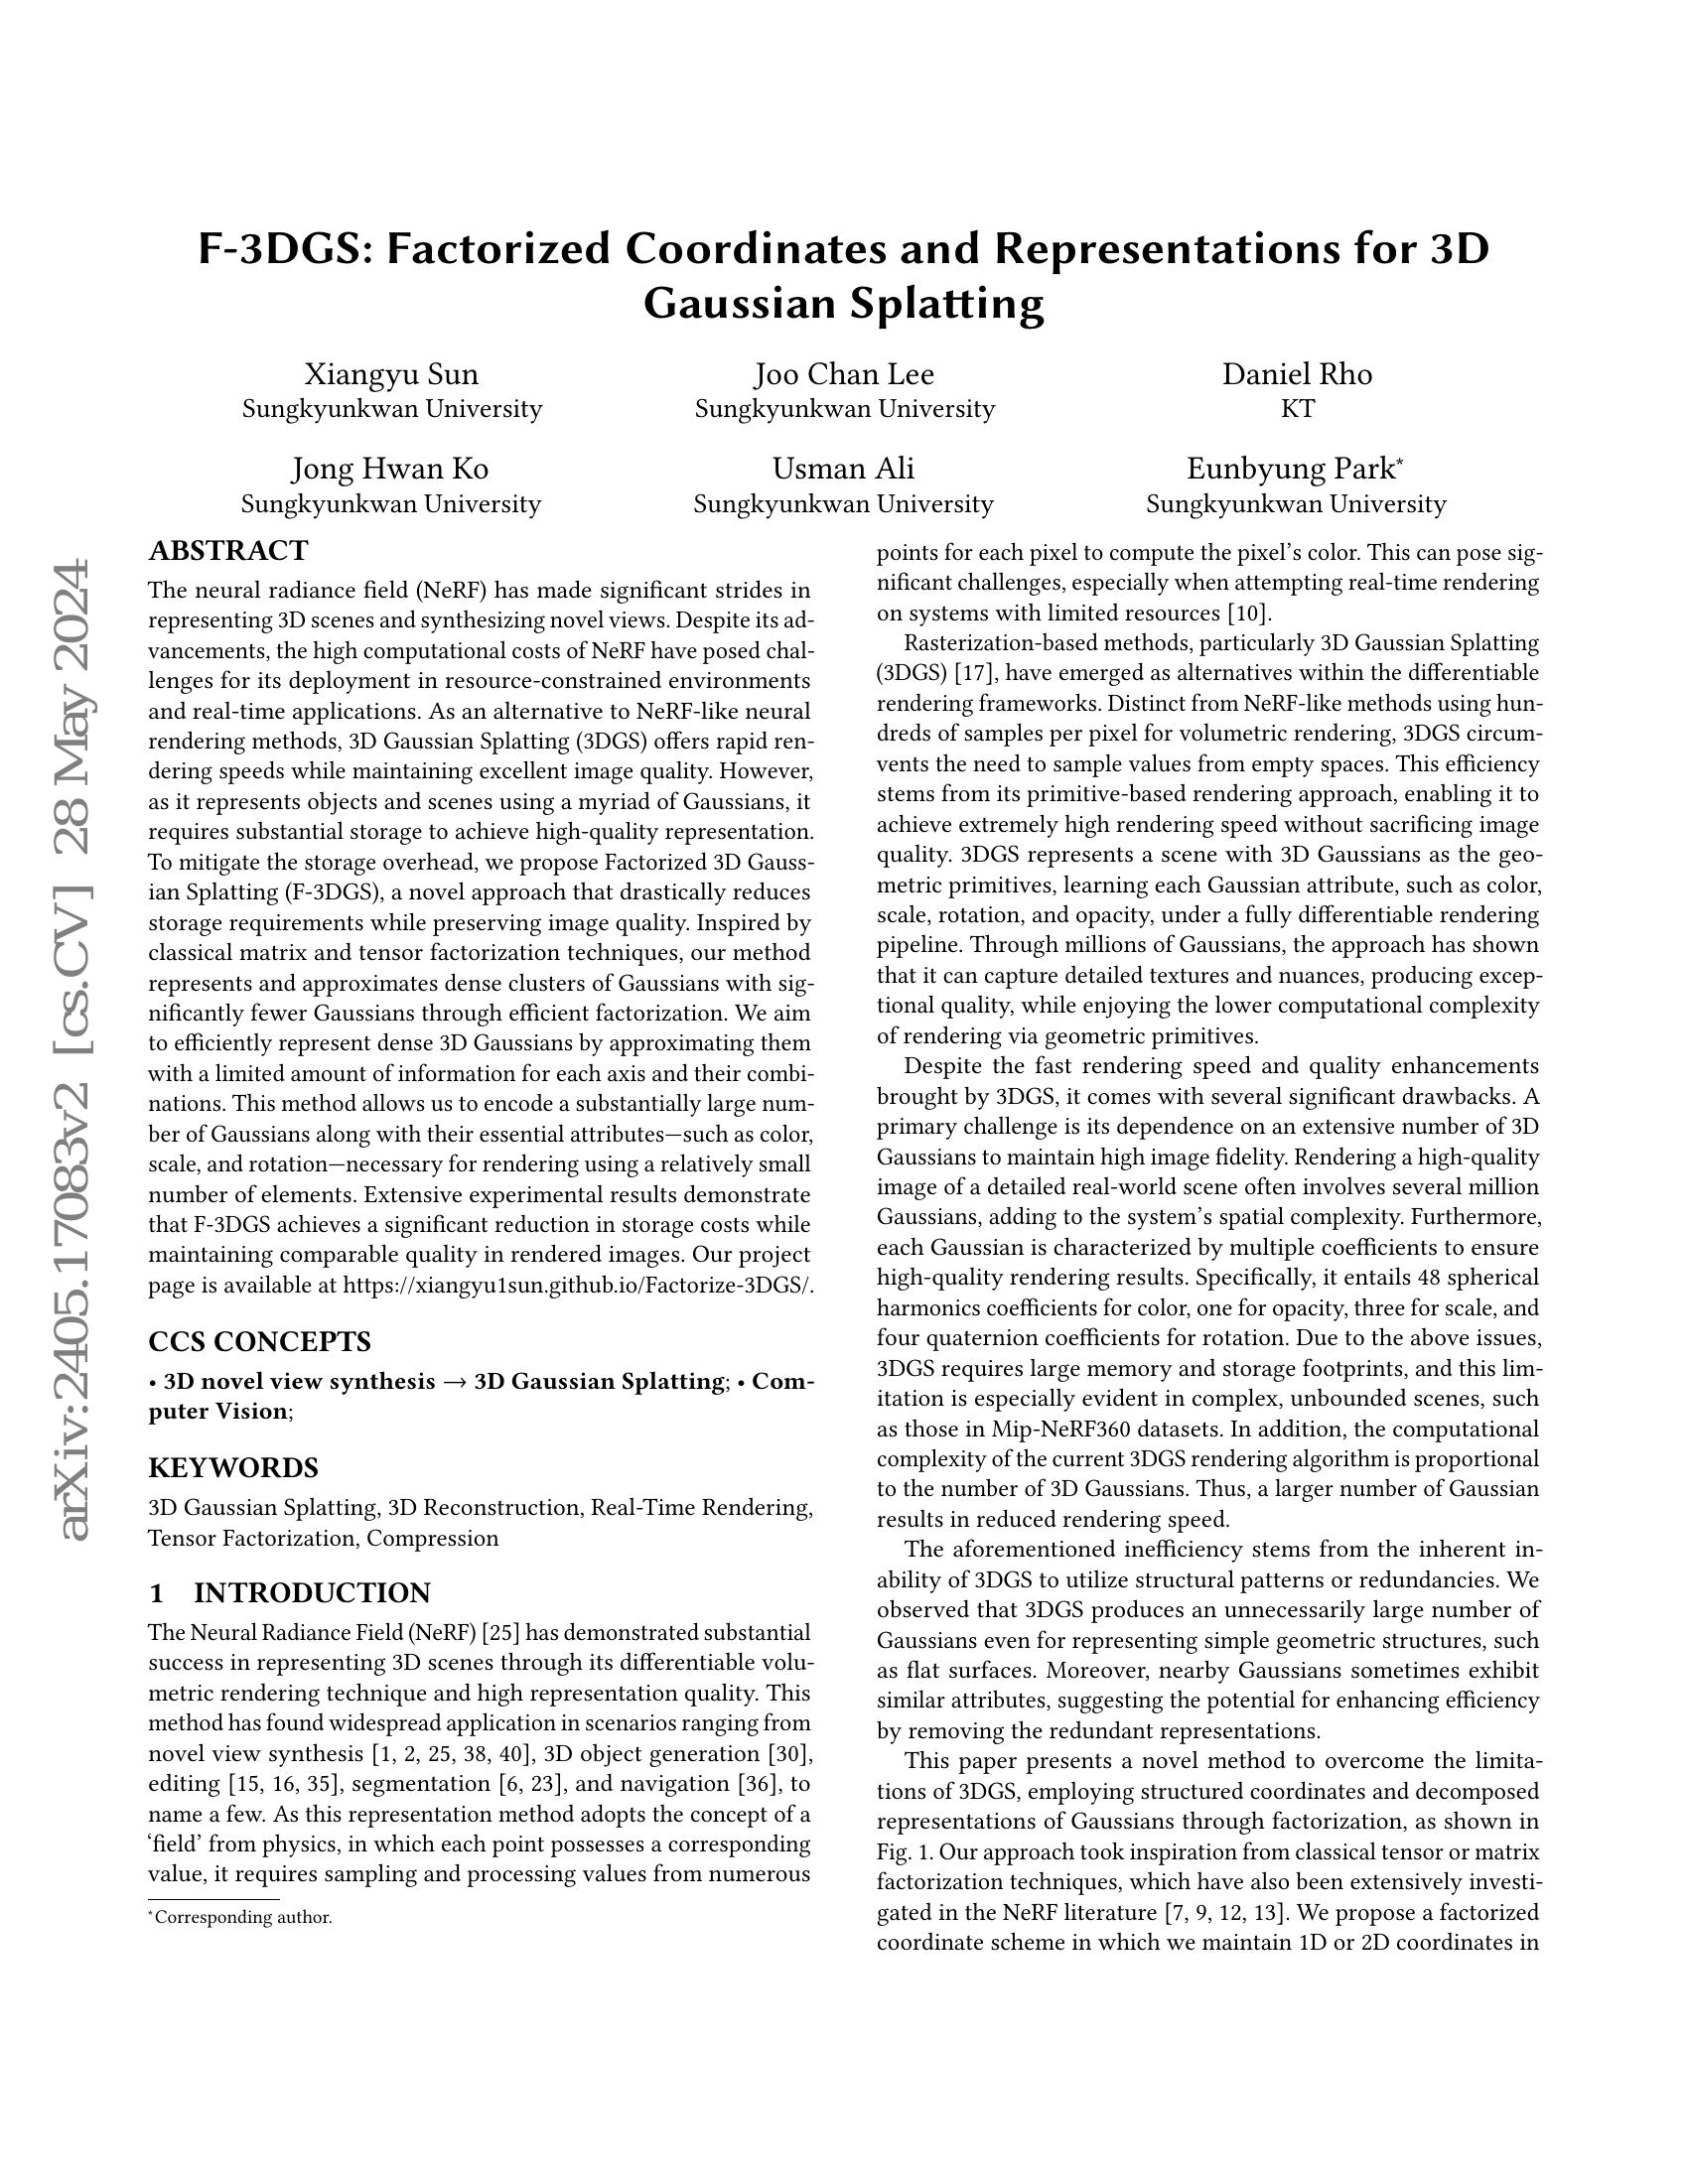 arXiv:2405.17083v2 [cs.CV] 28 May 2024
F-3DGS: Factorized Coordinates and Representations for 3D
Gaussian Splatting
Xiangyu Sun
Sungkyunkwan University
Joo Chan Lee
Sungkyunkwan University
Daniel Rho
KT
Jong Hwan Ko
Sungkyunkwan University
Usman Ali
Sungkyunkwan University
Eunbyung Park*
Sungkyunkwan University
ABSTRACT
The neural radiance field (NeRF) has made significant strides in
representing 3D scenes and synthesizing novel views. Despite its ad-
vancements, the high computational costs of NeRF have posed chal-
lenges for its deployment in resource-constrained environments
and real-time applications. As an alternative to NeRF-like neural
rendering methods, 3D Gaussian Splatting (3DGS) offers rapid ren-
dering speeds while maintaining excellent image quality. However,
as it represents objects and scenes using a myriad of Gaussians, it
requires substantial storage to achieve high-quality representation.
To mitigate the storage overhead, we propose Factorized 3D Gauss-
ian Splatting (F-3DGS), a novel approach that drastically reduces
storage requirements while preserving image quality. Inspired by
classical matrix and tensor factorization techniques, our method
represents and approximates dense clusters of Gaussians with sig-
nificantly fewer Gaussians through efficient factorization. We aim
to efficiently represent dense 3D Gaussians by approximating them
with a limited amount of information for each axis and their combi-
nations. This method allows us to encode a substantially large num-
ber of Gaussians along with their essential attributes—such as color,
scale, and rotation—necessary for rendering using a relatively small
number of elements. Extensive experimental results demonstrate
that F-3DGS achieves a significant reduction in storage costs while
maintaining comparable quality in rendered images. Our project
page is available at https://xiangyu1sun.github.io/Factorize-3DGS/.
CCS CONCEPTS
• 3D novel view synthesis → 3D Gaussian Splatting; • Com-
puter Vision;
KEYWORDS
3D Gaussian Splatting, 3D Reconstruction, Real-Time Rendering,
Tensor Factorization, Compression
1 INTRODUCTION
The Neural Radiance Field (NeRF) [25] has demonstrated substantial
success in representing 3D scenes through its differentiable volu-
metric rendering technique and high representation quality. This
method has found widespread application in scenarios ranging from
novel view synthesis [1, 2, 25, 38, 40], 3D object generation [30],
editing [15, 16, 35], segmentation [6, 23], and navigation [36], to
name a few. As this representation method adopts the concept of a
‘field’ from physics, in which each point possesses a corresponding
value, it requires sampling and processing values from numerous
*Corresponding author.
points for each pixel to compute the pixel’s color. This can pose sig-
nificant challenges, especially when attempting real-time rendering
on systems with limited resources [10].
Rasterization-based methods, particularly 3D Gaussian Splatting
(3DGS) [17], have emerged as alternatives within the differentiable
rendering frameworks. Distinct from NeRF-like methods using hun-
dreds of samples per pixel for volumetric rendering, 3DGS circum-
vents the need to sample values from empty spaces. This efficiency
stems from its primitive-based rendering approach, enabling it to
achieve extremely high rendering speed without sacrificing image
quality. 3DGS represents a scene with 3D Gaussians as the geo-
metric primitives, learning each Gaussian attribute, such as color,
scale, rotation, and opacity, under a fully differentiable rendering
pipeline. Through millions of Gaussians, the approach has shown
that it can capture detailed textures and nuances, producing excep-
tional quality, while enjoying the lower computational complexity
of rendering via geometric primitives.
Despite the fast rendering speed and quality enhancements
brought by 3DGS, it comes with several significant drawbacks. A
primary challenge is its dependence on an extensive number of 3D
Gaussians to maintain high image fidelity. Rendering a high-quality
image of a detailed real-world scene often involves several million
Gaussians, adding to the system’s spatial complexity. Furthermore,
each Gaussian is characterized by multiple coefficients to ensure
high-quality rendering results. Specifically, it entails 48 spherical
harmonics coefficients for color, one for opacity, three for scale, and
four quaternion coefficients for rotation. Due to the above issues,
3DGS requires large memory and storage footprints, and this lim-
itation is especially evident in complex, unbounded scenes, such
as those in Mip-NeRF360 datasets. In addition, the computational
complexity of the current 3DGS rendering algorithm is proportional
to the number of 3D Gaussians. Thus, a larger number of Gaussian
results in reduced rendering speed.
The aforementioned inefficiency stems from the inherent in-
ability of 3DGS to utilize structural patterns or redundancies. We
observed that 3DGS produces an unnecessarily large number of
Gaussians even for representing simple geometric structures, such
as flat surfaces. Moreover, nearby Gaussians sometimes exhibit
similar attributes, suggesting the potential for enhancing efficiency
by removing the redundant representations.
This paper presents a novel method to overcome the limita-
tions of 3DGS, employing structured coordinates and decomposed
representations of Gaussians through factorization, as shown in
Fig. 1. Our approach took inspiration from classical tensor or matrix
factorization techniques, which have also been extensively investi-
gated in the NeRF literature [7, 9, 12, 13]. We propose a factorized
coordinate scheme in which we maintain 1D or 2D coordinates in